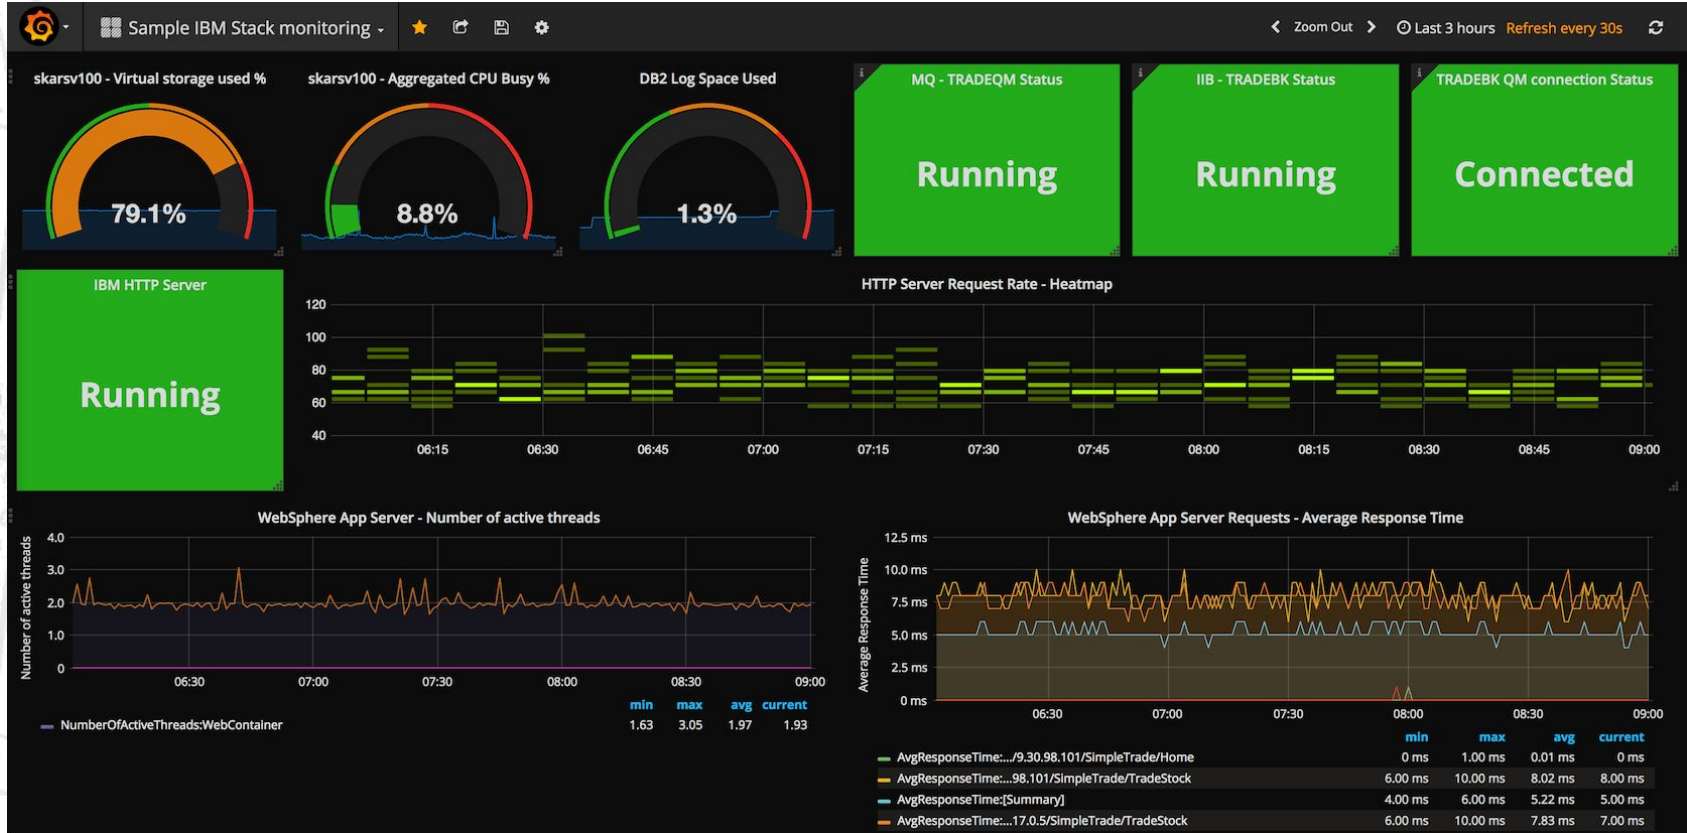 Sample IBM Stack monitoring
Zoom Out
Last 3 hours Refresh every 30s
skarsv100 - Virtual storage used %
79.1%
skarsv100 - Aggregated CPU Busy %
8.8%
DB2 Log Space Used
1.3%
MQ - TRADEQM Status
Running
IIB - TRADEBK Status
Running
TRADEBK QM connection Status
Connected
IBM HTTP Server
Running
HTTP Server Request Rate - Heatmap
120
100
80
60
40
06:15 06:30 06:45 07:00 07:15 07:30 07:45 08:00 08:15 08:30 08:45 09:00
WebSphere App Server - Number of active threads
Number of active threads
4.0
3.0
2.0
1.0
0
06:30 07:00 07:30 08:00 08:30 09:00
min max avg current
NumberOfActiveThreads:WebContainer 1.63 3.05 1.97 1.93
WebSphere App Server Requests - Average Response Time
Average Response Time
12.5 ms
10.0 ms
7.5 ms
5.0 ms
2.5 ms
0 ms
06:30 07:00 07:30 08:00 08:30 09:00
min max avg current
AvgResponseTime:.../9.30.98.101/SimpleTrade/Home 0 ms 1.00 ms 0.01 ms 0 ms
AvgResponseTime:...98.101/SimpleTrade/TradeStock 6.00 ms 10.00 ms 8.02 ms 8.00 ms
AvgResponseTime:[Summary] 4.00 ms 6.00 ms 5.22 ms 5.00 ms
AvgResponseTime:...17.0.5/SimpleTrade/TradeStock 6.00 ms 10.00 ms 7.83 ms 7.00 ms